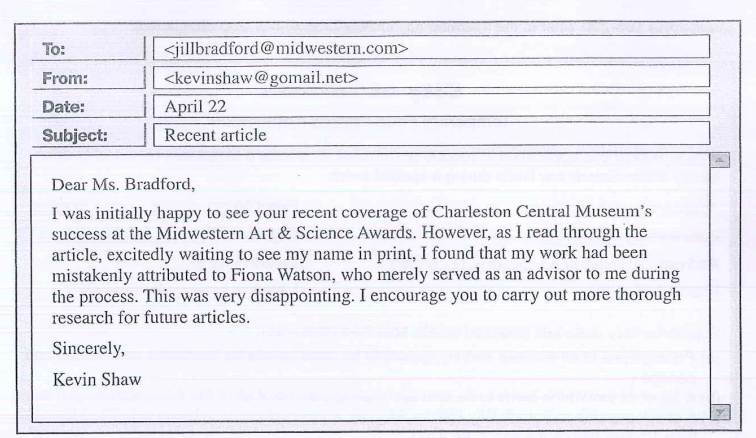 To: <jillbradford@midwestern.com>
From: <kevinshaw@gomail.net>
Date: April 22
Subject: Recent article
Dear Ms. Bradford,
I was initially happy to see your recent coverage of Charleston Central Museum's
success at the Midwestern Art & Science Awards. However, as I read through the
article, excitedly waiting to see my name in print, I found that my work had been
mistakenly attributed to Fiona Watson, who merely served as an advisor to me during
the process. This was very disappointing. I encourage you to carry out more thorough
research for future articles.
Sincerely,
Kevin Shaw